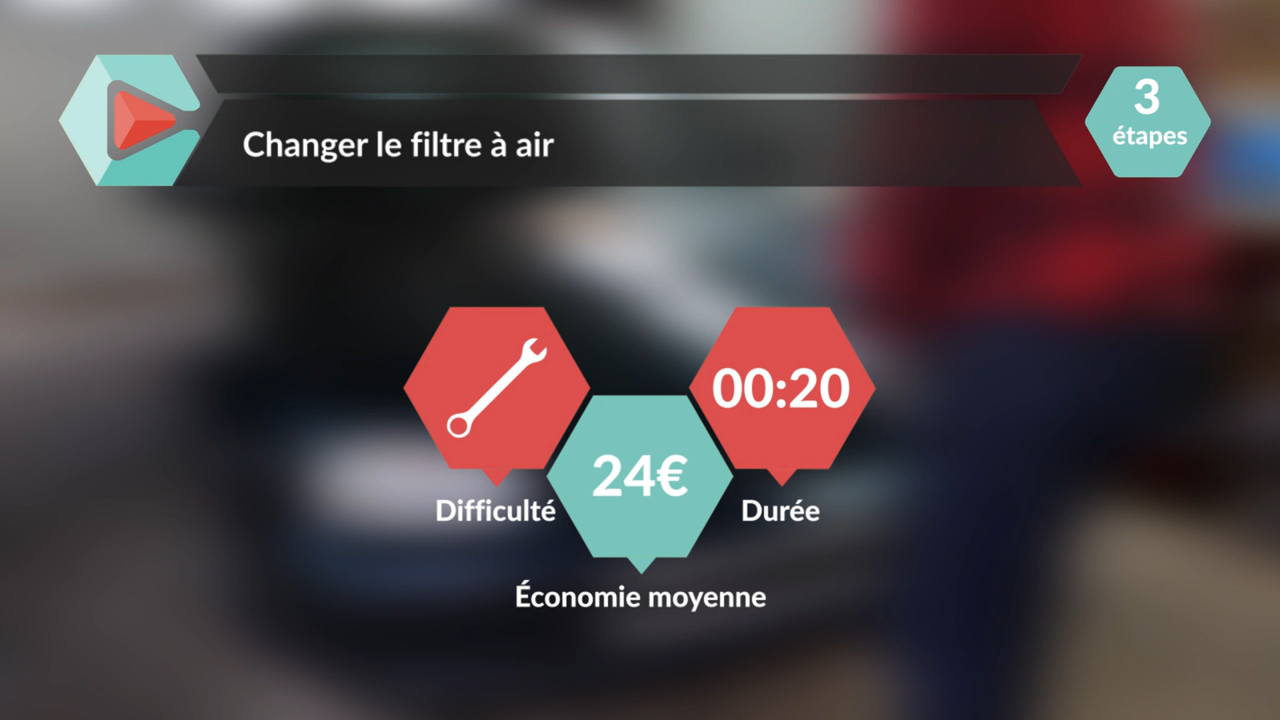 Changer le filtre à air
3
étapes
00:20
24€
Difficulté
Durée
Économie moyenne